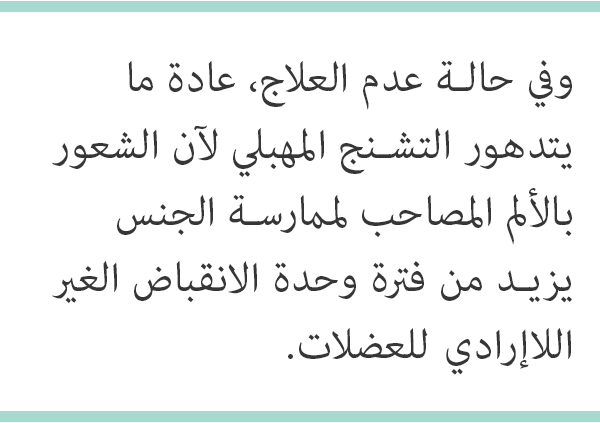 وفي حالة عدم العلاج، عادة ما
يتدهور التشنج المهبلي لآن الشعور
بالألم المصاحب لممارسة الجنس
يزيد من فترة وحدة الانقباض الغير
اللاإرادي للعضلات.